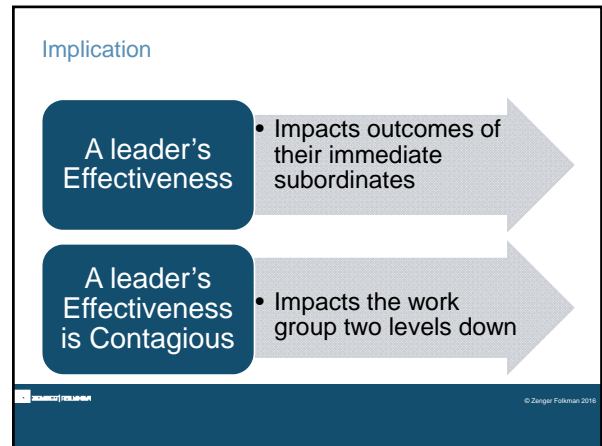 Implication
A leader's
Effectiveness
• Impacts outcomes of
their immediate
subordinates
A leader's
Effectiveness
is Contagious
• Impacts the work
group two levels down
© Zenger Folkman 2016